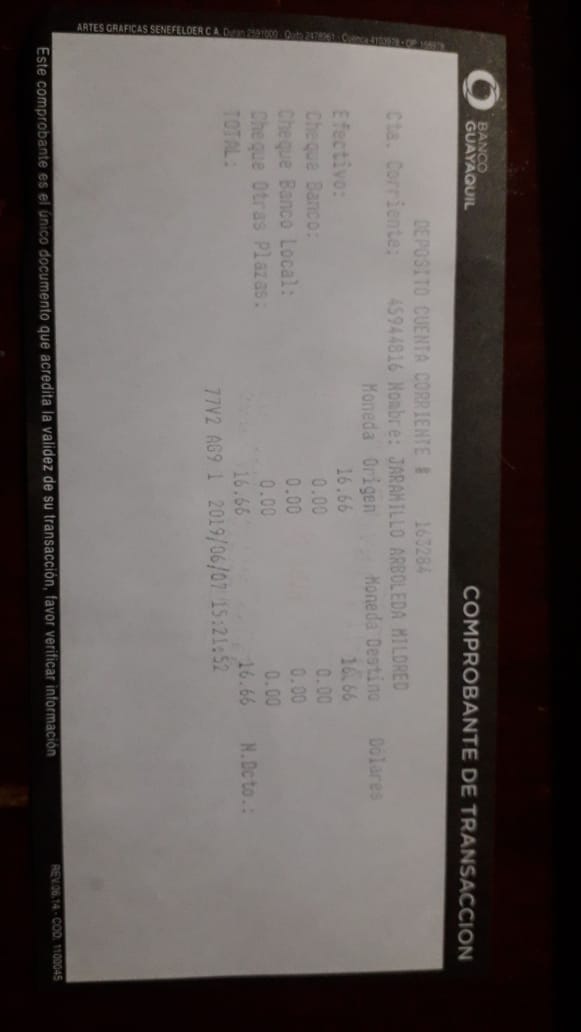 BANCO
GUAYAQUIL
COMPROBANTE DE TRANSACCION
DEPOSITO CUENTA CORRIENTE # 163284
Cta. Corriente: 45944816 Nombre: JARAMILLO ARBOLEDA MILDRED
Moneda Origen Moneda Destino Dólares
Efectivo: 16.66 16.66
Cheque Banco: 0.00 0.00
Cheque Banco Local: 0.00 0.00
Cheque Otras Plazas: 0.00 0.00
TOTAL: 16.66 16.66 N.Dcto.:
77V2 AG9 1 2019/06/07 15:21:52
Este comprobante es el único documento que acredita la validez de su transacción, favor verificar información
REV.06.14 - COD: 1100045
ARTES GRAFICAS SENEFELDER C.A.